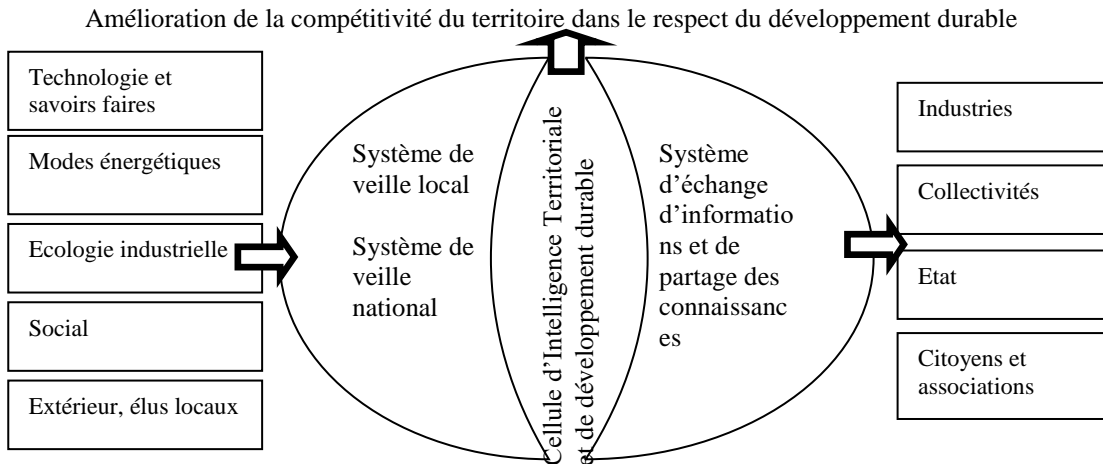 Amélioration de la compétitivité du territoire dans le respect du développement durable
Technologie et
savoirs faires
Modes énergétiques
Ecologie industrielle
Social
Extérieur, élus locaux
Système de
veille local
Système de
veille
national
Cellule d’Intelligence Territoriale
et de développement durable
Système
d’échange
d’informatio
ns et de
partage des
connaissanc
es
Industries
Collectivités
Etat
Citoyens et
associations